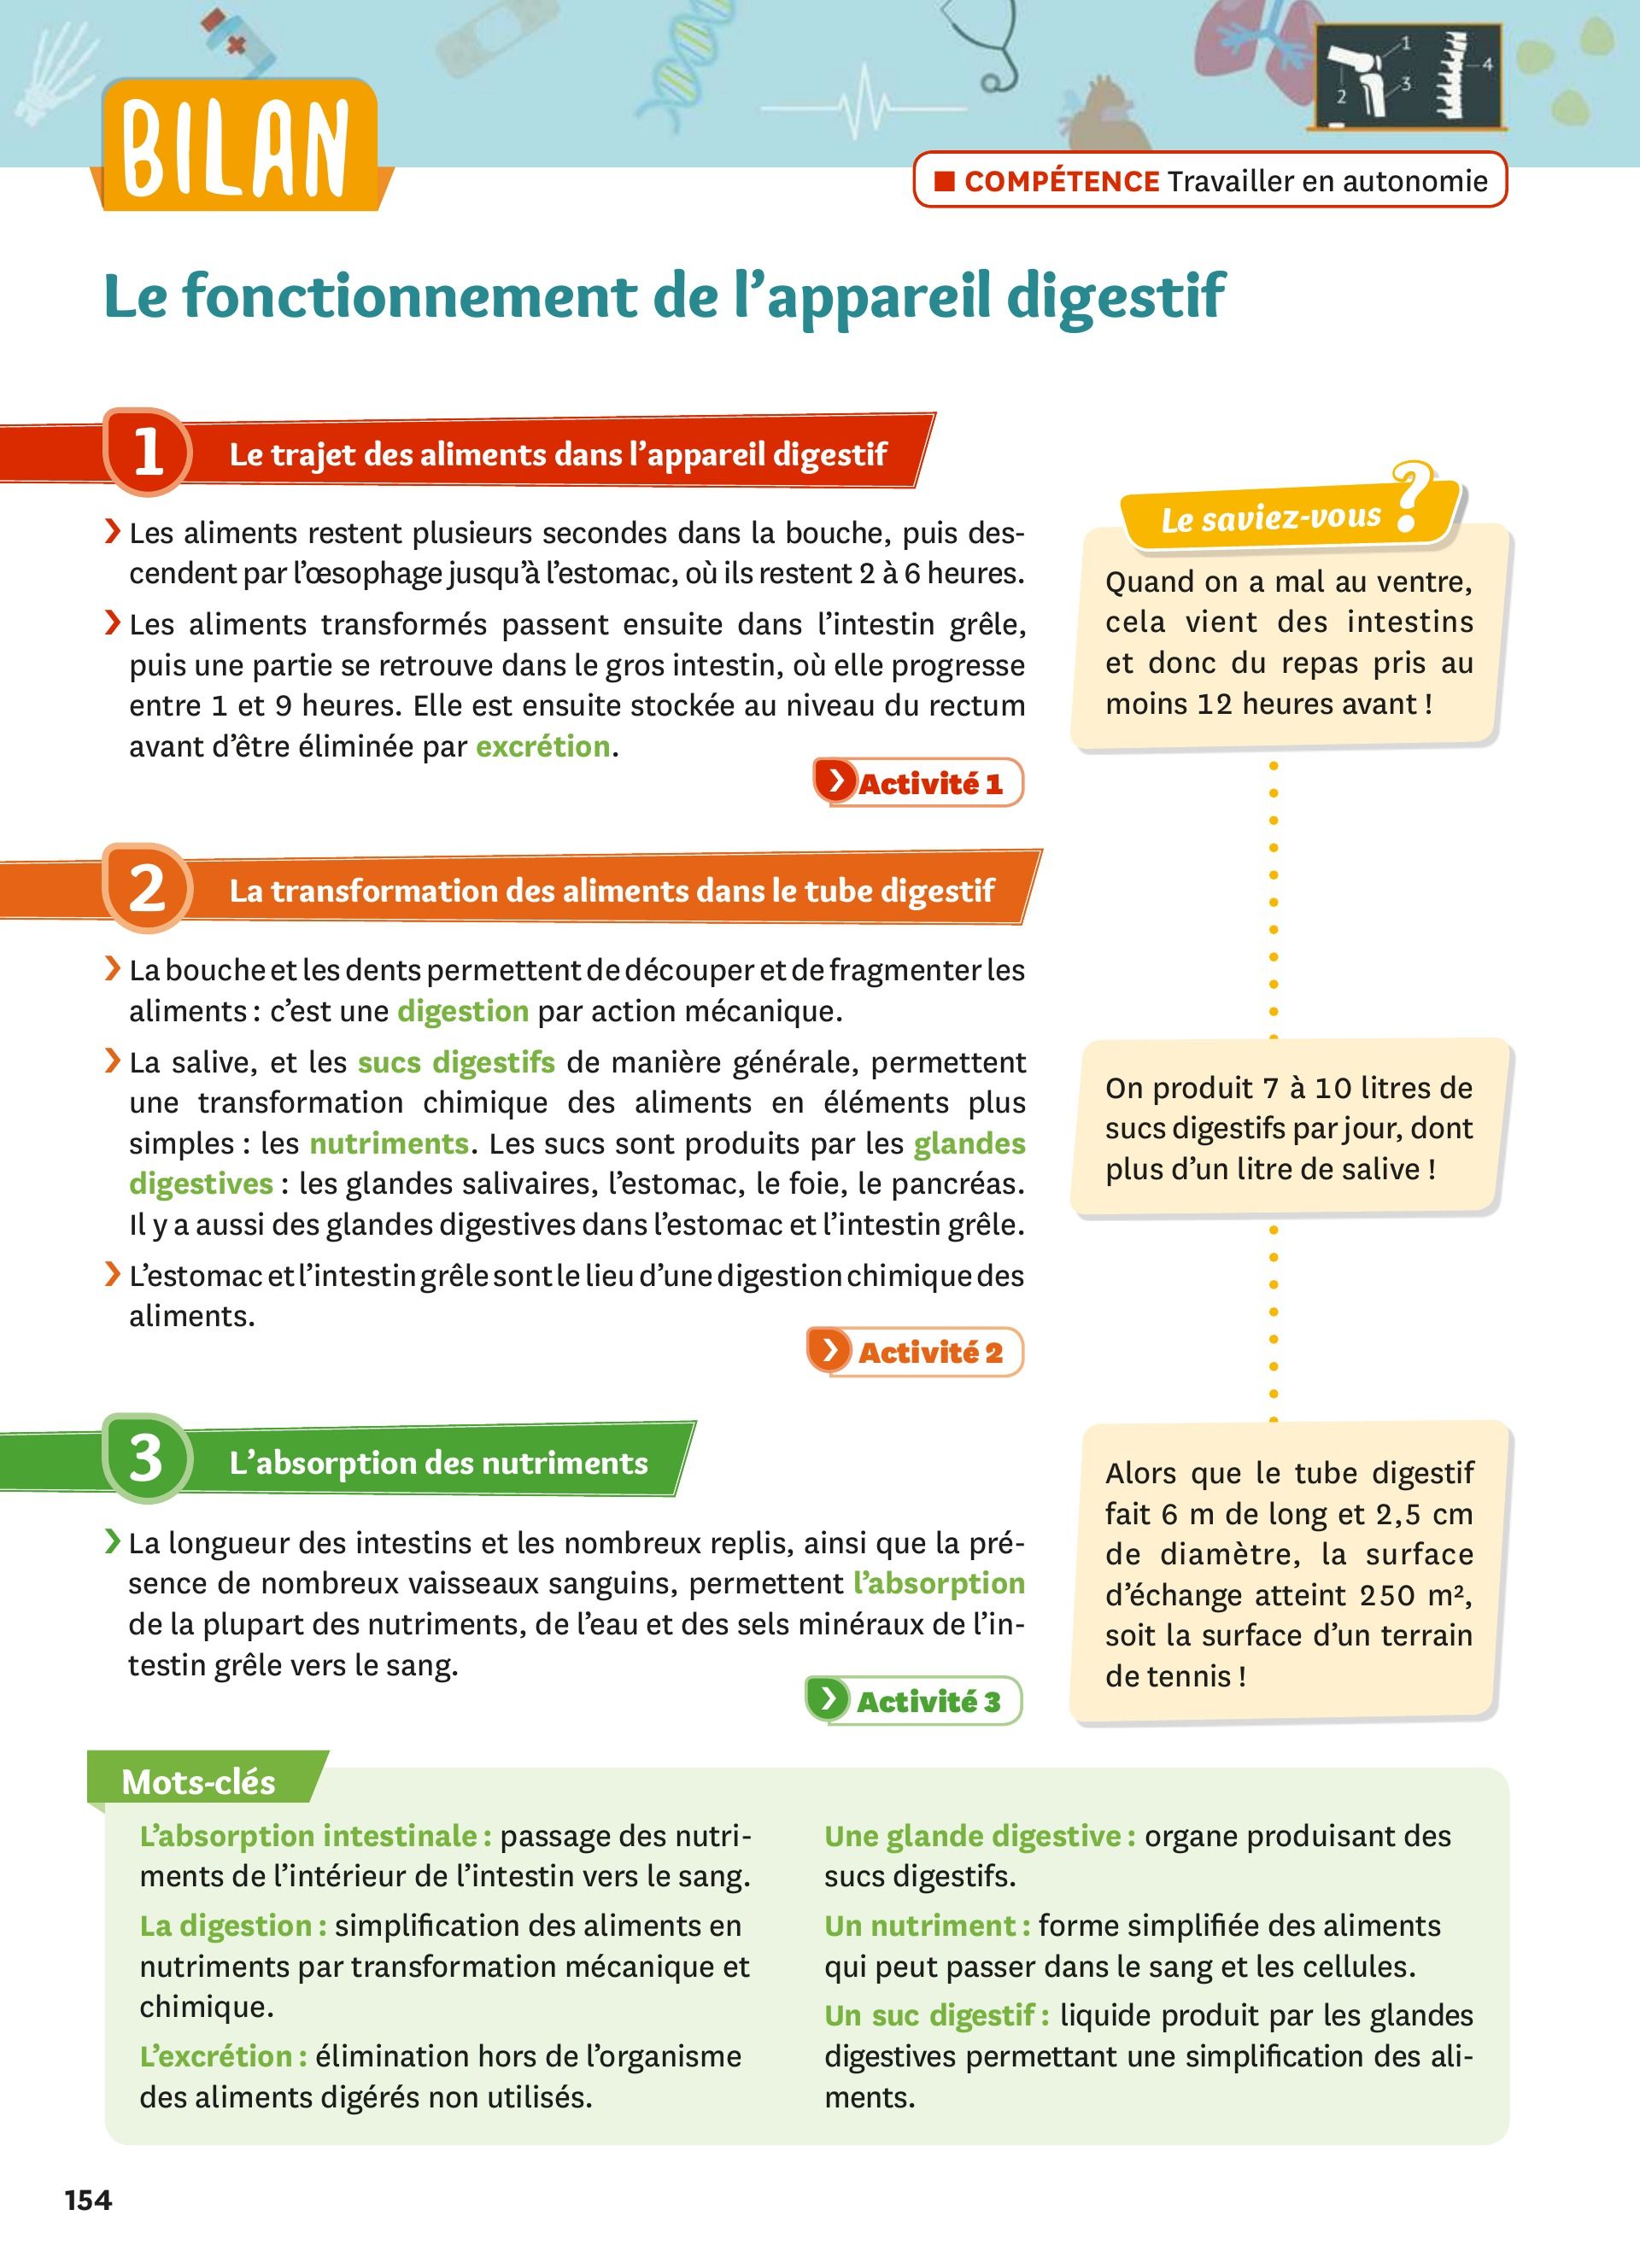 1
2
3
4
BILAN
COMPÉTENCE Travailler en autonomie
Le fonctionnement de l’appareil digestif
1 Le trajet des aliments dans l’appareil digestif
Les aliments restent plusieurs secondes dans la bouche, puis des-
cendent par l’œsophage jusqu’à l’estomac, où ils restent 2 à 6 heures.
Les aliments transformés passent ensuite dans l’intestin grêle,
puis une partie se retrouve dans le gros intestin, où elle progresse
entre 1 et 9 heures. Elle est ensuite stockée au niveau du rectum
avant d’être éliminée par excrétion.
Activité 1
Le saviez-vous ?
Quand on a mal au ventre,
cela vient des intestins
et donc du repas pris au
moins 12 heures avant !
2 La transformation des aliments dans le tube digestif
La bouche et les dents permettent de découper et de fragmenter les
aliments : c’est une digestion par action mécanique.
La salive, et les sucs digestifs de manière générale, permettent
une transformation chimique des aliments en éléments plus
simples : les nutriments. Les sucs sont produits par les glandes
digestives : les glandes salivaires, l’estomac, le foie, le pancréas.
Il y a aussi des glandes digestives dans l’estomac et l’intestin grêle.
L’estomac et l’intestin grêle sont le lieu d’une digestion chimique des
aliments.
Activité 2
On produit 7 à 10 litres de
sucs digestifs par jour, dont
plus d’un litre de salive !
3 L’absorption des nutriments
La longueur des intestins et les nombreux replis, ainsi que la pré-
sence de nombreux vaisseaux sanguins, permettent l’absorption
de la plupart des nutriments, de l’eau et des sels minéraux de l’in-
testin grêle vers le sang.
Activité 3
Alors que le tube digestif
fait 6 m de long et 2,5 cm
de diamètre, la surface
d’échange atteint 250 m²,
soit la surface d’un terrain
de tennis !
Mots-clés
L’absorption intestinale : passage des nutri-
ments de l’intérieur de l’intestin vers le sang.
La digestion : simplification des aliments en
nutriments par transformation mécanique et
chimique.
L’excrétion : élimination hors de l’organisme
des aliments digérés non utilisés.
Une glande digestive : organe produisant des
sucs digestifs.
Un nutriment : forme simplifiée des aliments
qui peut passer dans le sang et les cellules.
Un suc digestif : liquide produit par les glandes
digestives permettant une simplification des ali-
ments.
154